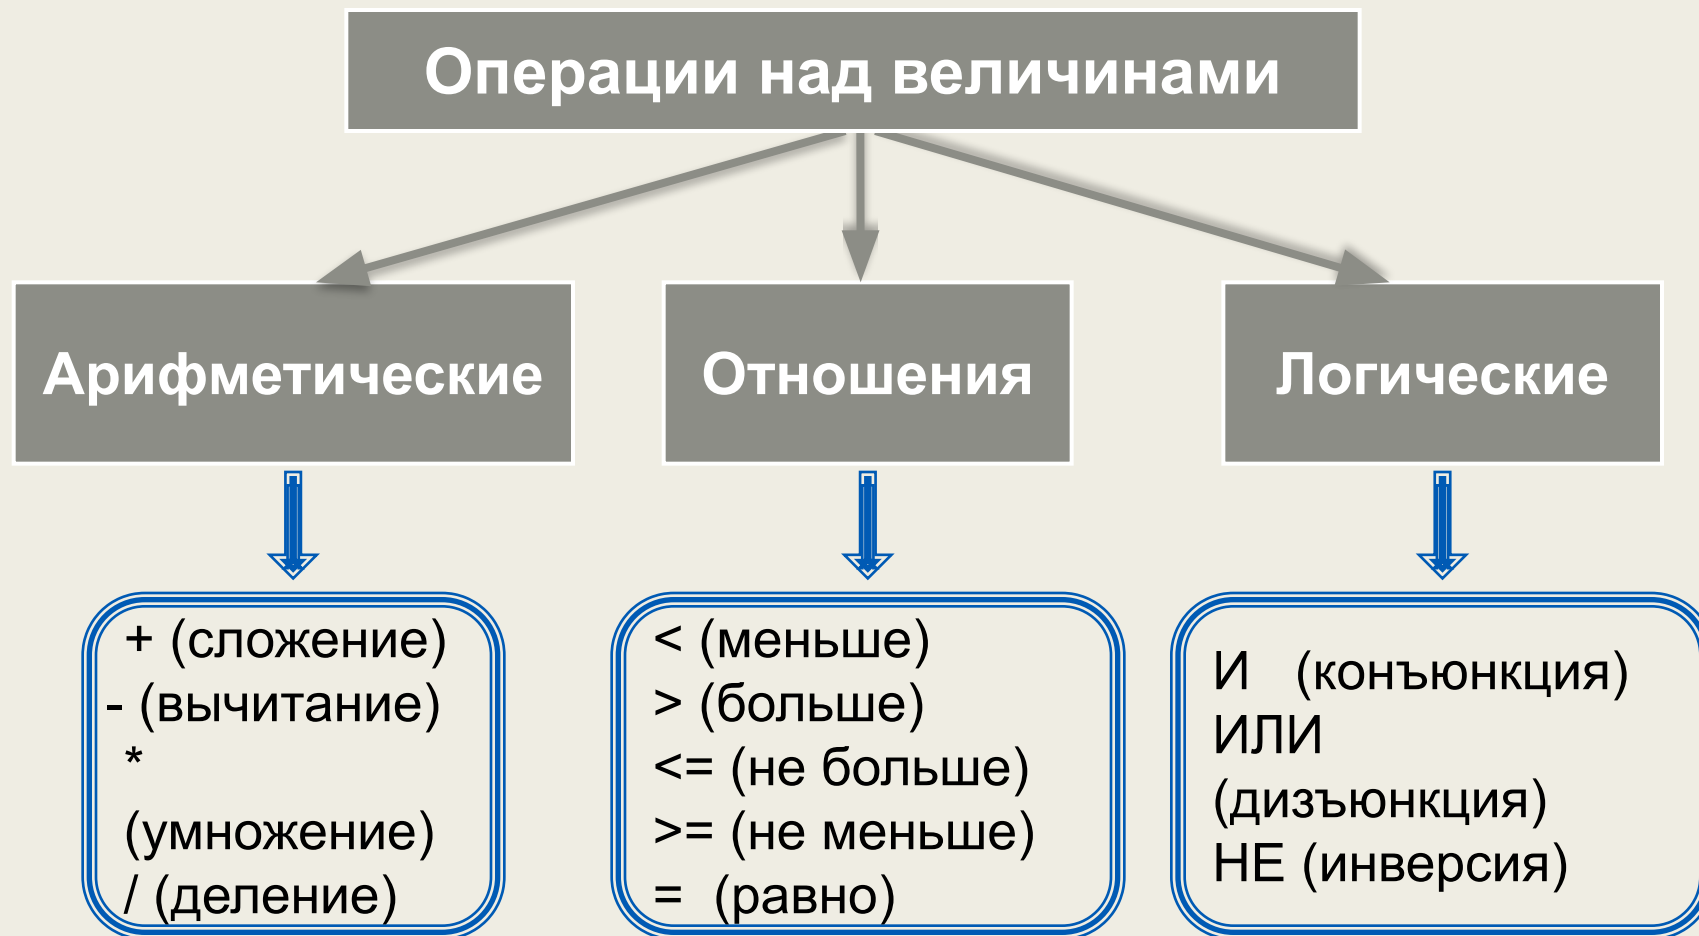 Операции над величинами
Арифметические
Отношения
Логические
+ (сложение)
- (вычитание)
*
(умножение)
/ (деление)
< (меньше)
> (больше)
<= (не больше)
>= (не меньше)
= (равно)
И (конъюнкция)
ИЛИ
(дизъюнкция)
НЕ (инверсия)